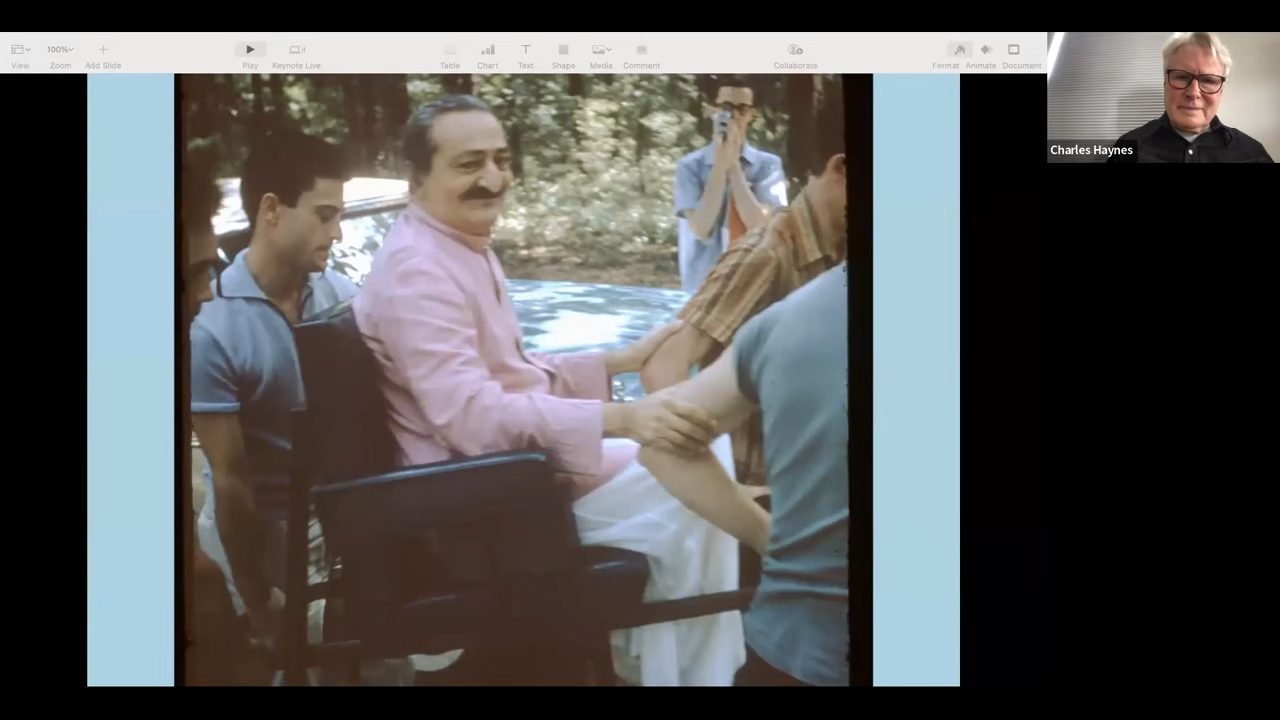 100%
View
Zoom
Add Slide
Play
Keynote Live
Table
Chart
Text
Shape
Media
Comment
Collaborate
Format
Animate
Document
Charles Haynes